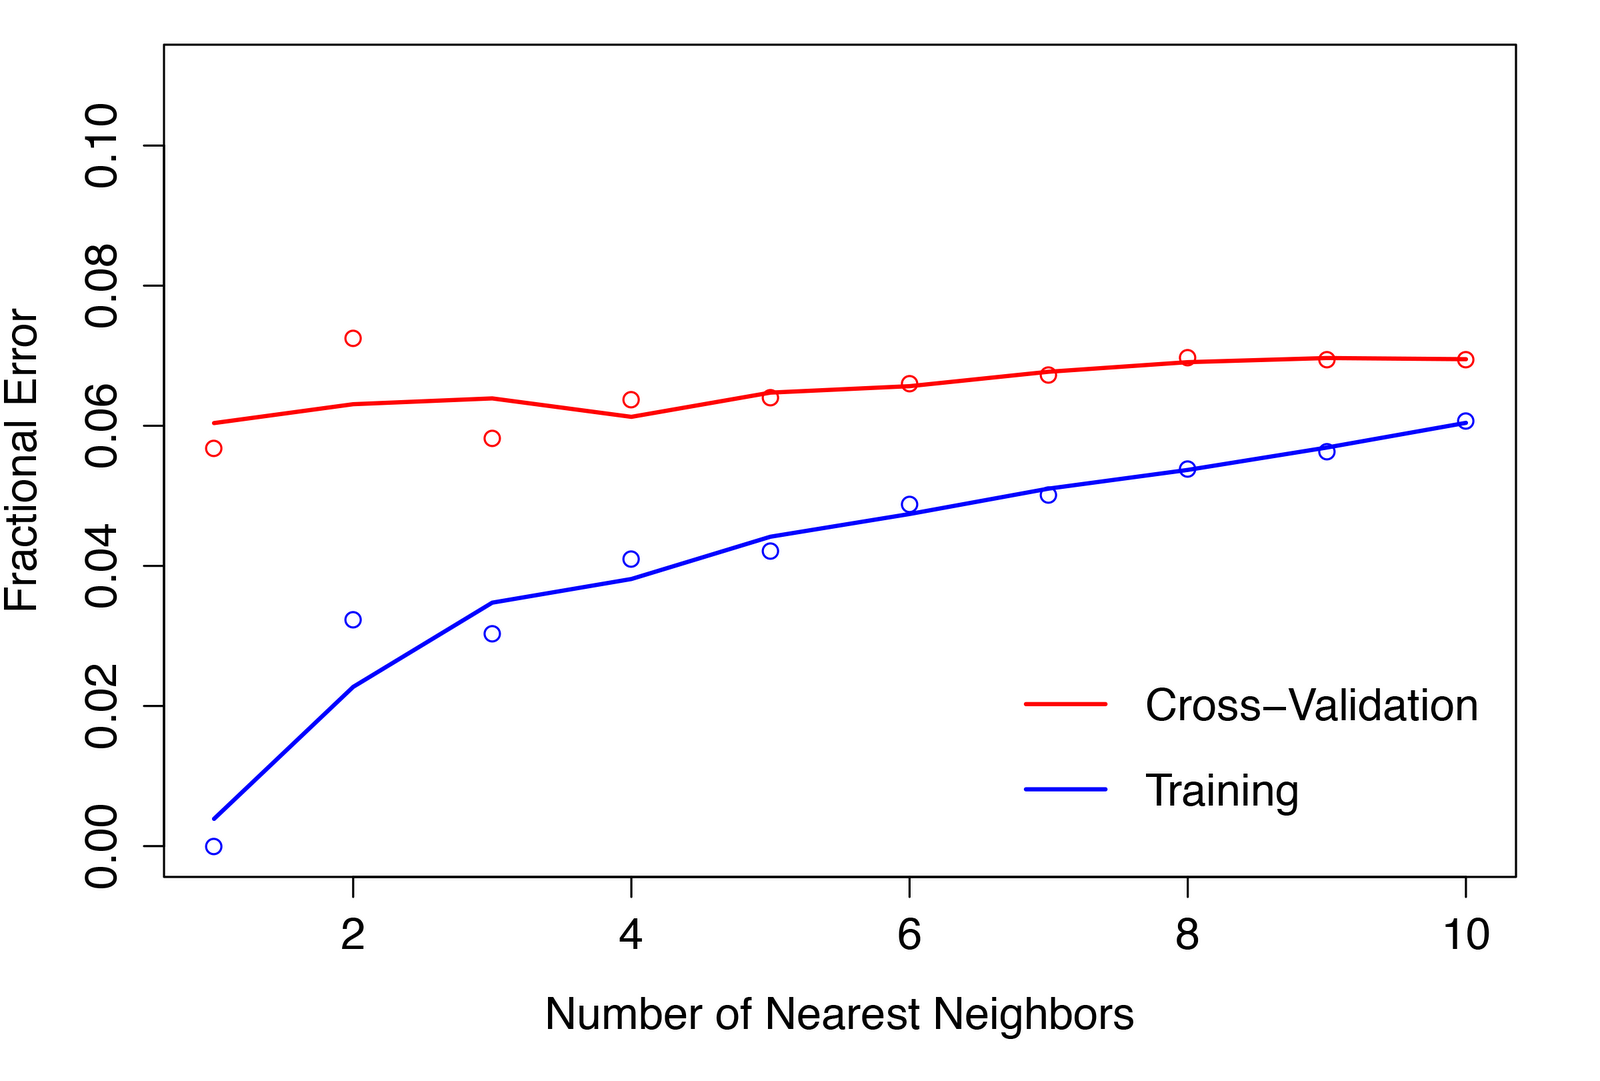 Fractional Error
0.10
0.08
0.06
0.04
0.02
0.00
Cross−Validation
Training
2 4 6 8 10
Number of Nearest Neighbors